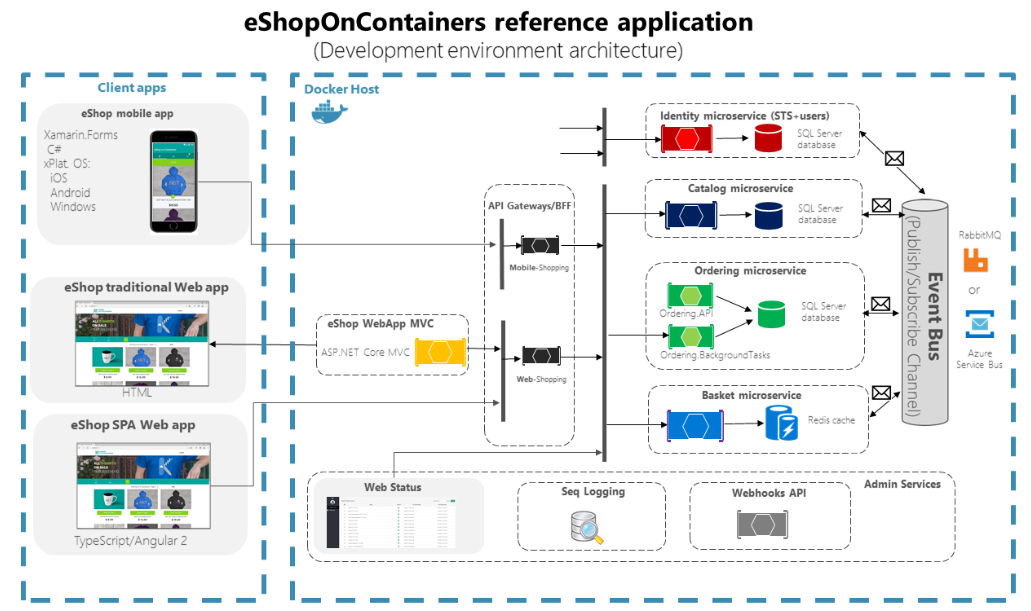 eShopOnContainers reference application
(Development environment architecture)
Client apps
eShop mobile app
Xamarin.Forms
C#
xPlat. OS:
iOS
Android
Windows
eShop traditional Web app
HTML
eShop SPA Web app
TypeScript/Angular 2
Docker Host
eShop WebApp MVC
ASP.NET Core MVC
API Gateways/BFF
Mobile-Shopping
Web-Shopping
Identity microservice (STS+users)
SQL Server
database
Catalog microservice
SQL Server
database
Ordering microservice
Ordering.API
Ordering.BackgroundTasks
SQL Server
database
Basket microservice
Redis cache
Event Bus
(Publish/Subscribe Channel)
RabbitMQ
or
Azure
Service Bus
Admin Services
Web Status
Seq Logging
Webhooks API